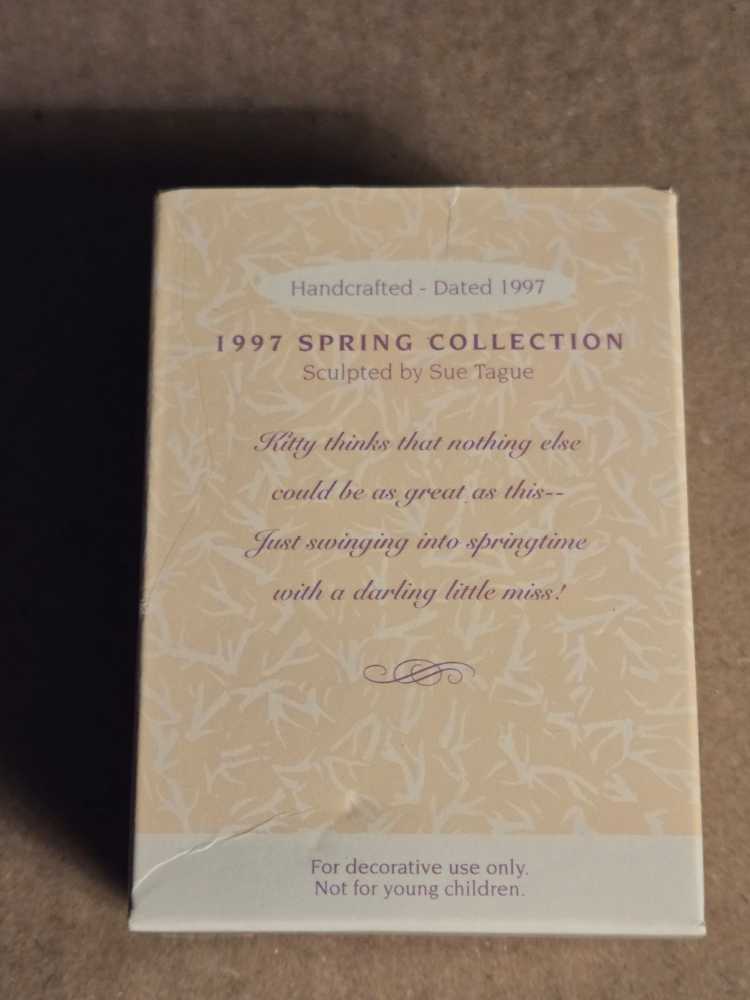 Handcrafted - Dated 1997
1997 SPRING COLLECTION
Sculpted by Sue Tague
Kitty thinks that nothing else
could be as great as this--
Just swinging into springtime
with a darling little miss!
For decorative use only.
Not for young children.